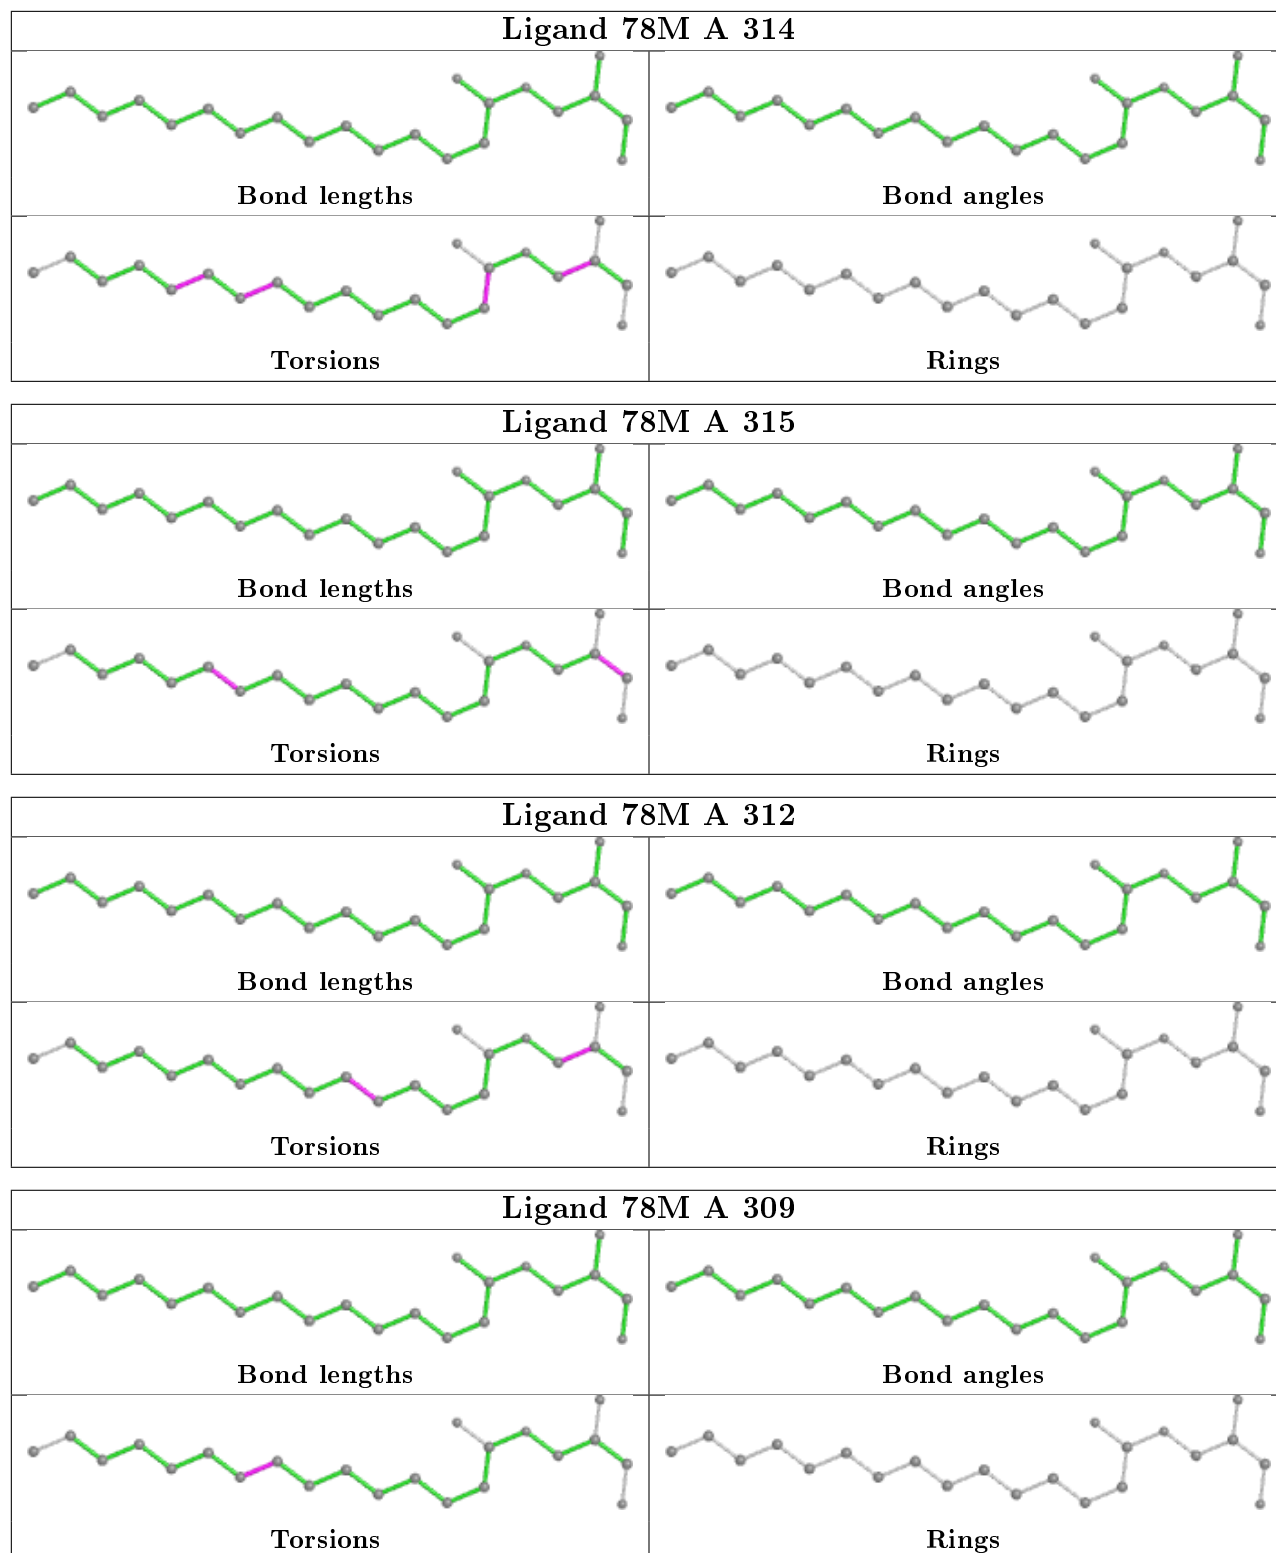 Ligand 78M A 314
Bond lengths
Bond angles
Torsions
Rings
Ligand 78M A 315
Bond lengths
Bond angles
Torsions
Rings
Ligand 78M A 312
Bond lengths
Bond angles
Torsions
Rings
Ligand 78M A 309
Bond lengths
Bond angles
Torsions
Rings